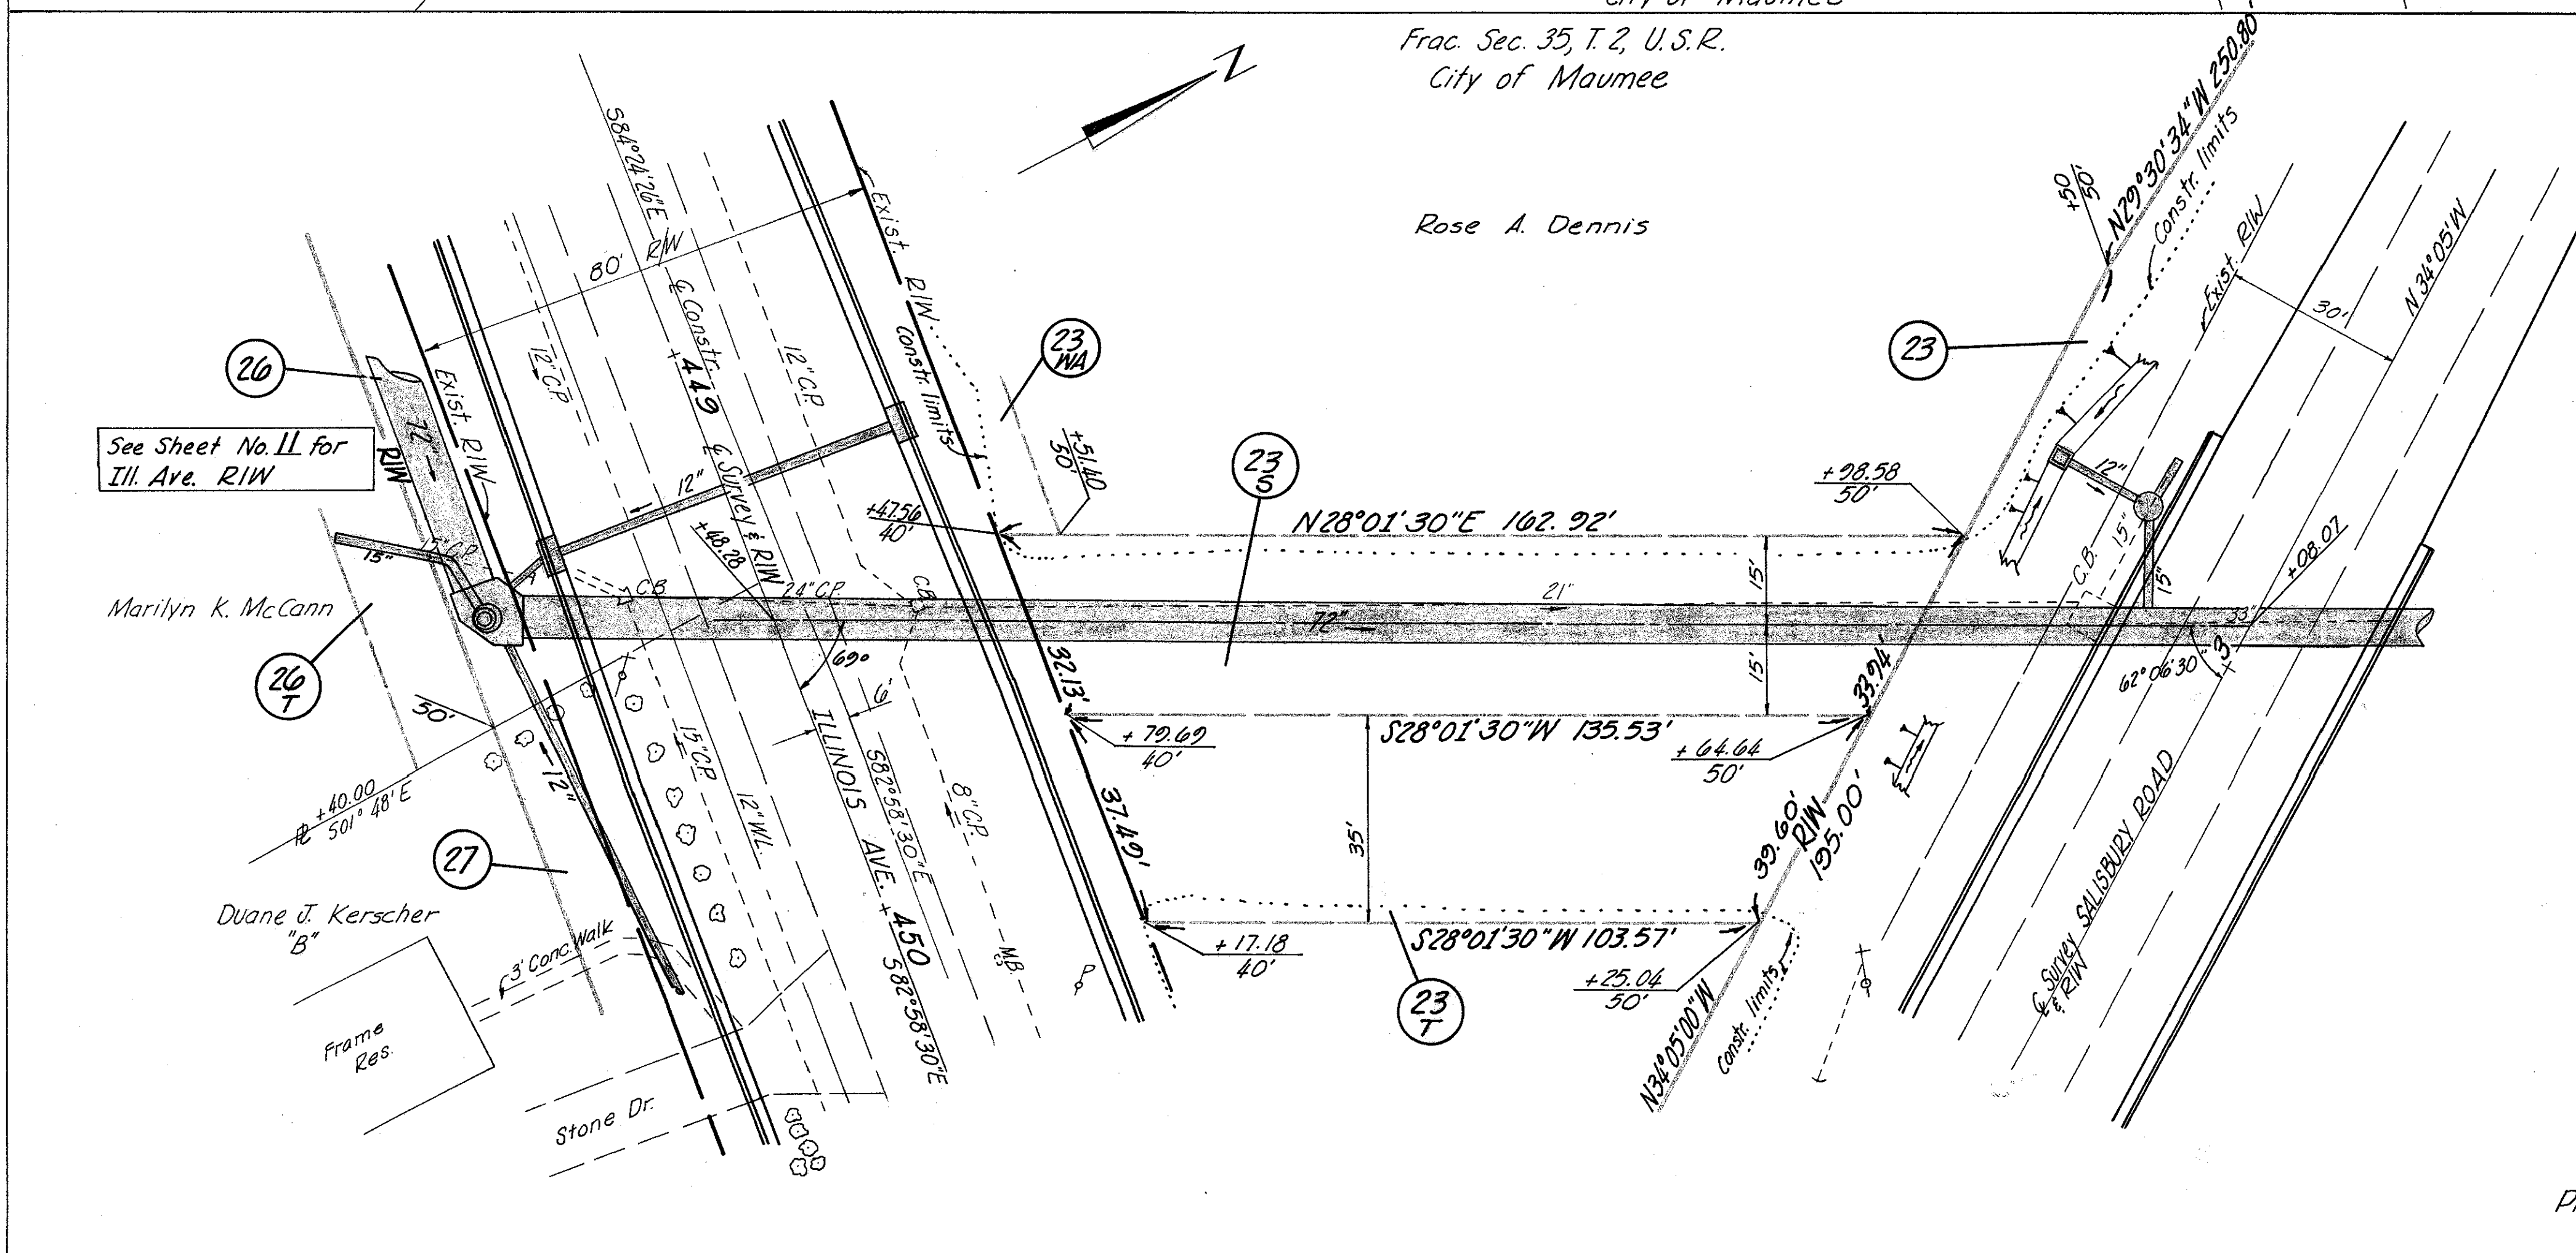 Frac. Sec. 35, T. 2, U.S.R.
City of Maumee
N
Rose A. Dennis
S84°24'26"E
80' R/W
Exist. R/W
Constr. limits
12" C.P.
12" C.P.
℄ Constr.
449
℄ Survey & R/W
26
72"
Exist. R/W
R/W
See Sheet No. 11 for
Ill. Ave. R/W
15"
15" C.P.
12"
23
WA
+51.40
50'
+47.56
40'
+48.28
23
S
N28°01'30"E 162.92'
+98.58
50'
23
+50
50'
N29°30'34"W 250.80'
Constr. limits
Exist. R/W
N 34°05'W
30'
12"
C.B. 15"
15"
+08.07
33"
3
62°06'30"
Marilyn K. McCann
26
T
C.B.
24" C.P.
C.B.
21"
72"
15'
15'
69°
32.13'
33.94'
50'
+40.00
S01°48'E
12"
15" C.P.
12" W.L.
6'
ILLINOIS AVE.
S82°58'30"E
8" C.P.
+79.69
40'
S28°01'30"W 135.53'
+64.64
50'
37.49'
35'
39.60'
R/W
195.00'
27
Duane J. Kerscher
"B"
3' Conc. Walk
450
S82°58'30"E
M.B.
P
+17.18
40'
S28°01'30"W 103.57'
+25.04
50'
23
T
N34°05'00"W
Constr. limits
SALISBURY ROAD
℄ Survey
& R/W
Frame
Res.
Stone Dr.